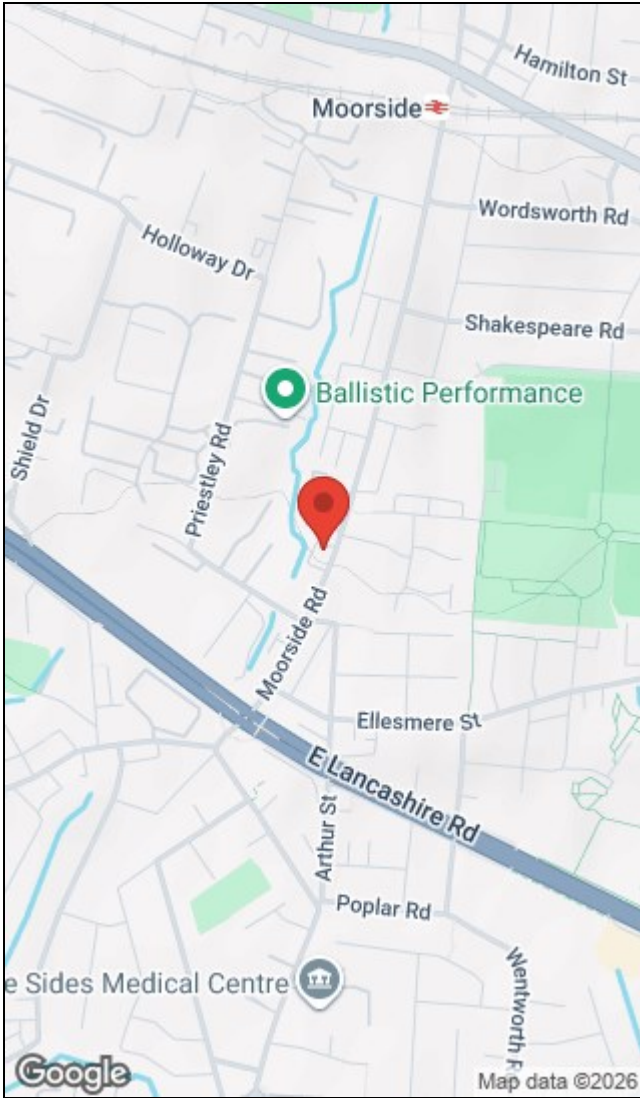 Hamilton St
Moorside
Wordsworth Rd
Holloway Dr
Shakespeare Rd
Ballistic Performance
Shield Dr
Priestley Rd
Moorside Rd
Ellesmere St
E Lancashire Rd
Arthur St
Poplar Rd
e Sides Medical Centre
Wentworth R
Google
Map data ©2026